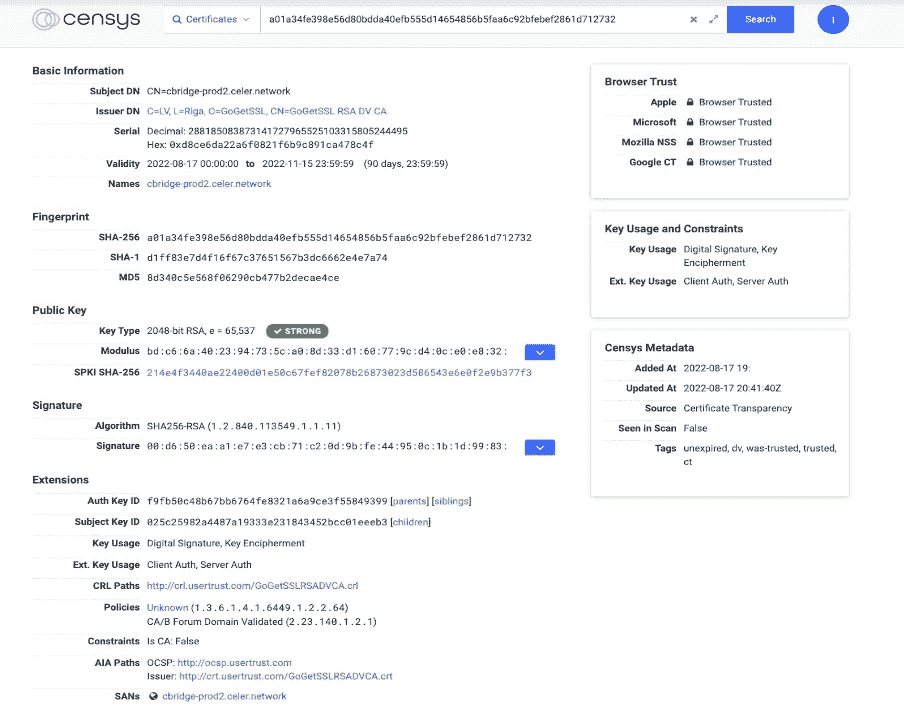 censys
Certificates
a01a34fe398e56d80bdda40efb555d14654856b5faa6c92bfebef2861d712732
Search
1
Basic Information
Subject DN CN=cbridge-prod2.celer.network
Issuer DN C=LV, L=Riga, O=GoGetSSL, CN=GoGetSSL RSA DV CA
Serial Decimal: 288185083873141727965525103315805244495
Hex: 0xd8ce6da22a6f0821f6b9c891ca478c4f
Validity 2022-08-17 00:00:00 to 2022-11-15 23:59:59 (90 days, 23:59:59)
Names cbridge-prod2.celer.network
Fingerprint
SHA-256 a01a34fe398e56d80bdda40efb555d14654856b5faa6c92bfebef2861d712732
SHA-1 d1ff83e7d4f16f67c37651567b3dc6662e4e7a74
MD5 8d340c5e568f06290cb477b2decae4ce
Public Key
Key Type 2048-bit RSA, e = 65,537 STRONG
Modulus bd:c6:6a:40:23:94:73:5c:a0:8d:33:d1:60:77:9c:d4:0c:e0:e8:32:
SPKI SHA-256 214e4f3440ae22400d01e50c67fef82078b26873023d586543e6e0f2e9b377f3
Signature
Algorithm SHA256-RSA (1.2.840.113549.1.1.11)
Signature 00:d6:50:ea:a1:e7:e3:cb:71:c2:0d:9b:fe:44:95:0c:1b:1d:99:83:
Extensions
Auth Key ID f9fb50c48b67bb6764fe8321a6a9ce3f55849399 [parents] [siblings]
Subject Key ID 025c25982a4487a19333e231843452bcc01eeeb3 [children]
Key Usage Digital Signature, Key Encipherment
Ext. Key Usage Client Auth, Server Auth
CRL Paths http://crl.usertrust.com/GoGetSSLRSADVCA.crl
Policies Unknown (1.3.6.1.4.1.6449.1.2.2.64)
CA/B Forum Domain Validated (2.23.140.1.2.1)
Constraints Is CA: False
AIA Paths OCSP: http://ocsp.usertrust.com
Issuer: http://crt.usertrust.com/GoGetSSLRSADVCA.crt
SANs cbridge-prod2.celer.network
Browser Trust
Apple Browser Trusted
Microsoft Browser Trusted
Mozilla NSS Browser Trusted
Google CT Browser Trusted
Key Usage and Constraints
Key Usage Digital Signature, Key
Encipherment
Ext. Key Usage Client Auth, Server Auth
Censys Metadata
Added At 2022-08-17 19:
Updated At 2022-08-17 20:41:40Z
Source Certificate Transparency
Seen in Scan False
Tags unexpired, dv, was-trusted, trusted,
ct